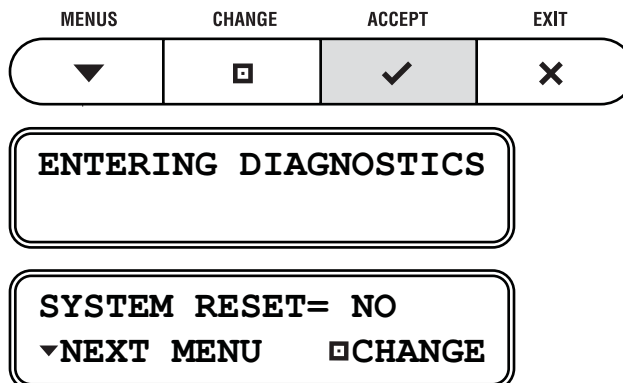 MENUS CHANGE ACCEPT EXIT
ENTERING DIAGNOSTICS
SYSTEM RESET= NO
▼NEXT MENU ⊡CHANGE